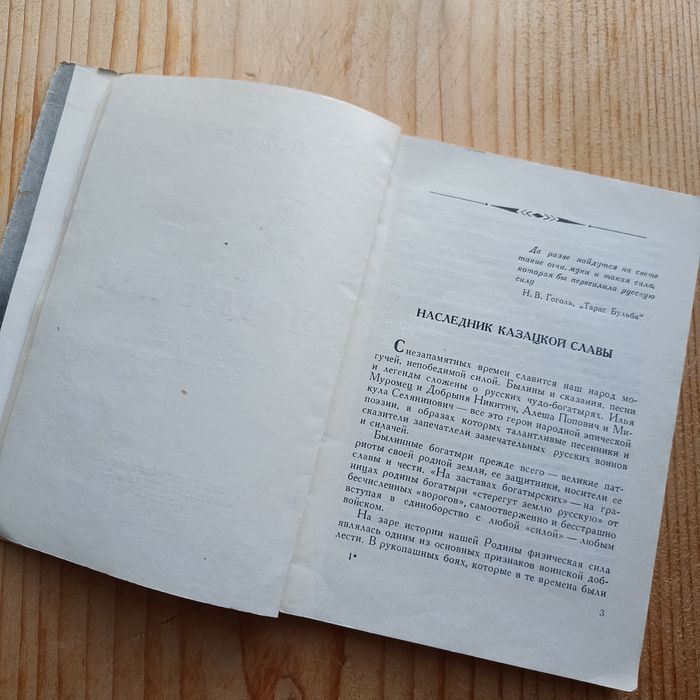 Да разве найдутся на свете
такие огни, муки и такая сила,
которая бы пересилила русскую
силу
Н. В. Гоголь, „Тарас Бульба"
НАСЛЕДНИК КАЗАЦКОЙ СЛАВЫ
С незапамятных времен славится наш народ мо-
гучей, непобедимой силой. Былины и сказания, песни
и легенды сложены о русских чудо-богатырях. Илья
Муромец и Добрыня Никитич, Алеша Попович и Ми-
кула Селянинович — все это герои народной эпической
поэзии, в образах которых талантливые песенники и
сказители запечатлели замечательных русских воинов
и силачей.
Былинные богатыри прежде всего — великие пат-
риоты своей родной земли, ее защитники, носители ее
славы и чести. «На заставах богатырских» — на гра-
ницах родины богатыри «стерегут землю русскую» от
бесчисленных «ворогов», самоотверженно и бесстрашно
вступая в единоборство с любой «силой» — любым
войском.
На заре истории нашей Родины физическая сила
являлась одним из основных признаков воинской доб-
лести. В рукопашных боях, которые в те времена были
1*
3